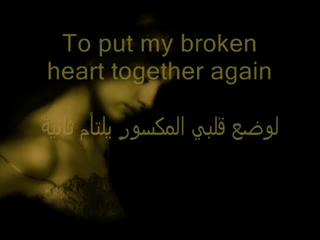 To put my broken
heart together again
لوضع قلبي المكسور يلتأم ثانية